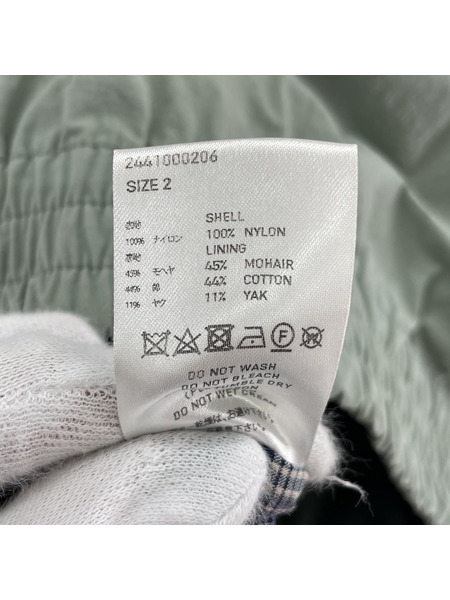 2441000206
SIZE 2
表地 SHELL
100% ナイロン 100% NYLON
裏地 LINING
45% モヘヤ 45% MOHAIR
44% 綿 44% COTTON
11% ヤク 11% YAK
DO NOT WASH
DO NOT BLEACH
TUMBLE DRY
DO NOT WET CLEAN